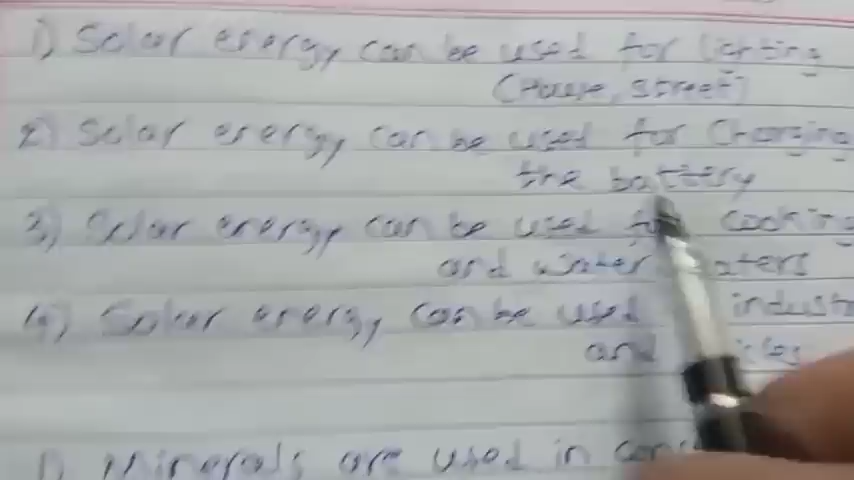 1) Solar energy can be used for lighting
(House, street)
2) Solar energy can be used for Charging
the battery
3) Solar energy can be used for cooking
and water
4) Solar energy can be used industr
and
1) Minerals are used in